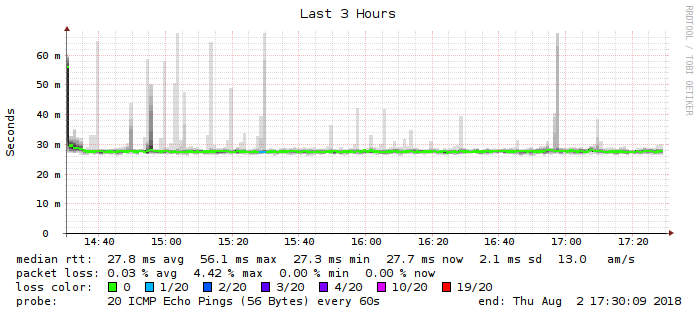 Last 3 Hours
RRDTOOL / TOBI OETIKER
Seconds
60 m
50 m
40 m
30 m
20 m
10 m
0
14:40 15:00 15:20 15:40 16:00 16:20 16:40 17:00 17:20
median rtt: 27.8 ms avg 56.1 ms max 27.3 ms min 27.7 ms now 2.1 ms sd 13.0 am/s
packet loss: 0.03 % avg 4.42 % max 0.00 % min 0.00 % now
loss color: 0 1/20 2/20 3/20 4/20 10/20 19/20
probe: 20 ICMP Echo Pings (56 Bytes) every 60s end: Thu Aug 2 17:30:09 2018